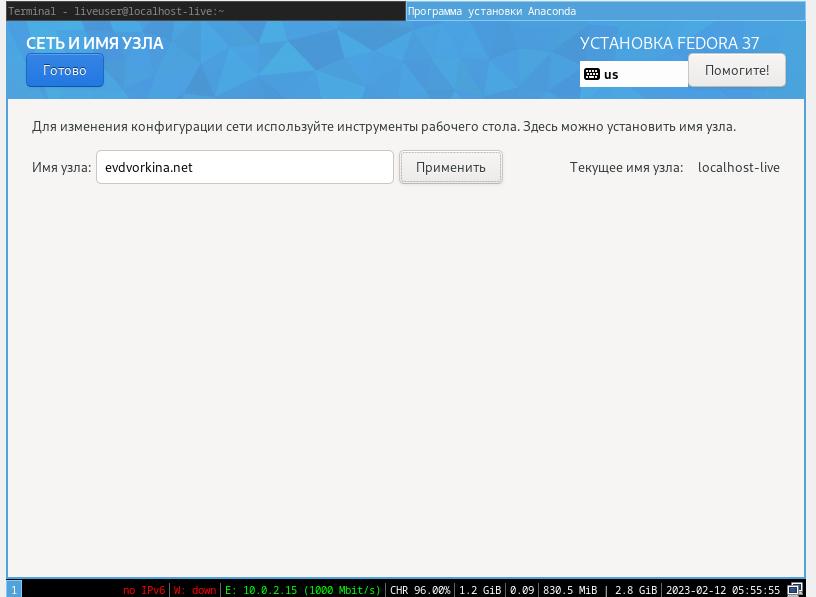 Terminal - liveuser@localhost-live:~
Программа установки Anaconda
СЕТЬ И ИМЯ УЗЛА
УСТАНОВКА FEDORA 37
Готово
us
Помогите!
Для изменения конфигурации сети используйте инструменты рабочего стола. Здесь можно установить имя узла.
Имя узла: evdvorkina.net Применить Текущее имя узла: localhost-live
1 no IPv6 W: down E: 10.0.2.15 (1000 Mbit/s) CHR 96.00% 1.2 GiB 0.09 830.5 MiB | 2.8 GiB 2023-02-12 05:55:55